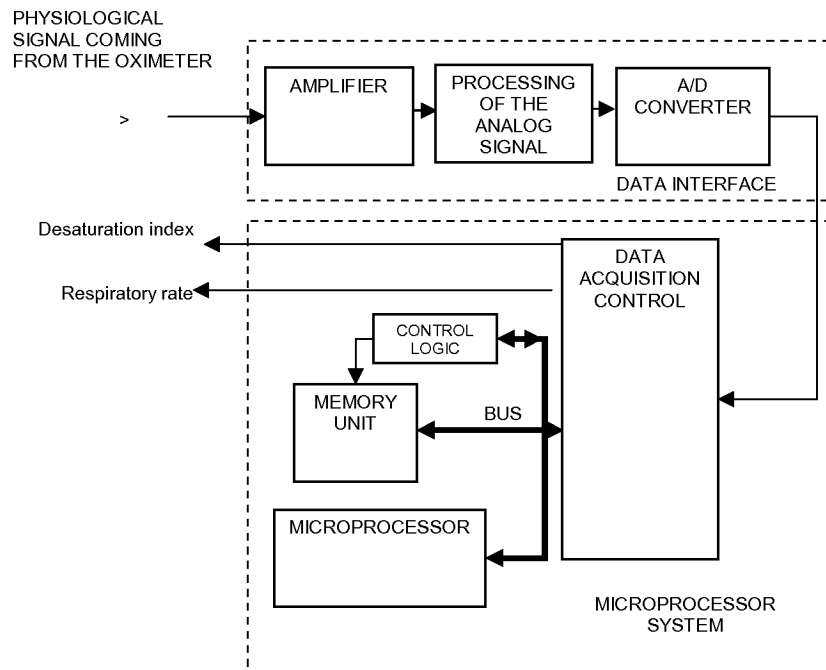 PHYSIOLOGICAL
SIGNAL COMING
FROM THE OXIMETER
>
AMPLIFIER
PROCESSING
OF THE
ANALOG
SIGNAL
A/D
CONVERTER
DATA INTERFACE
Desaturation index
Respiratory rate
DATA
ACQUISITION
CONTROL
CONTROL
LOGIC
MEMORY
UNIT
BUS
MICROPROCESSOR
MICROPROCESSOR
SYSTEM